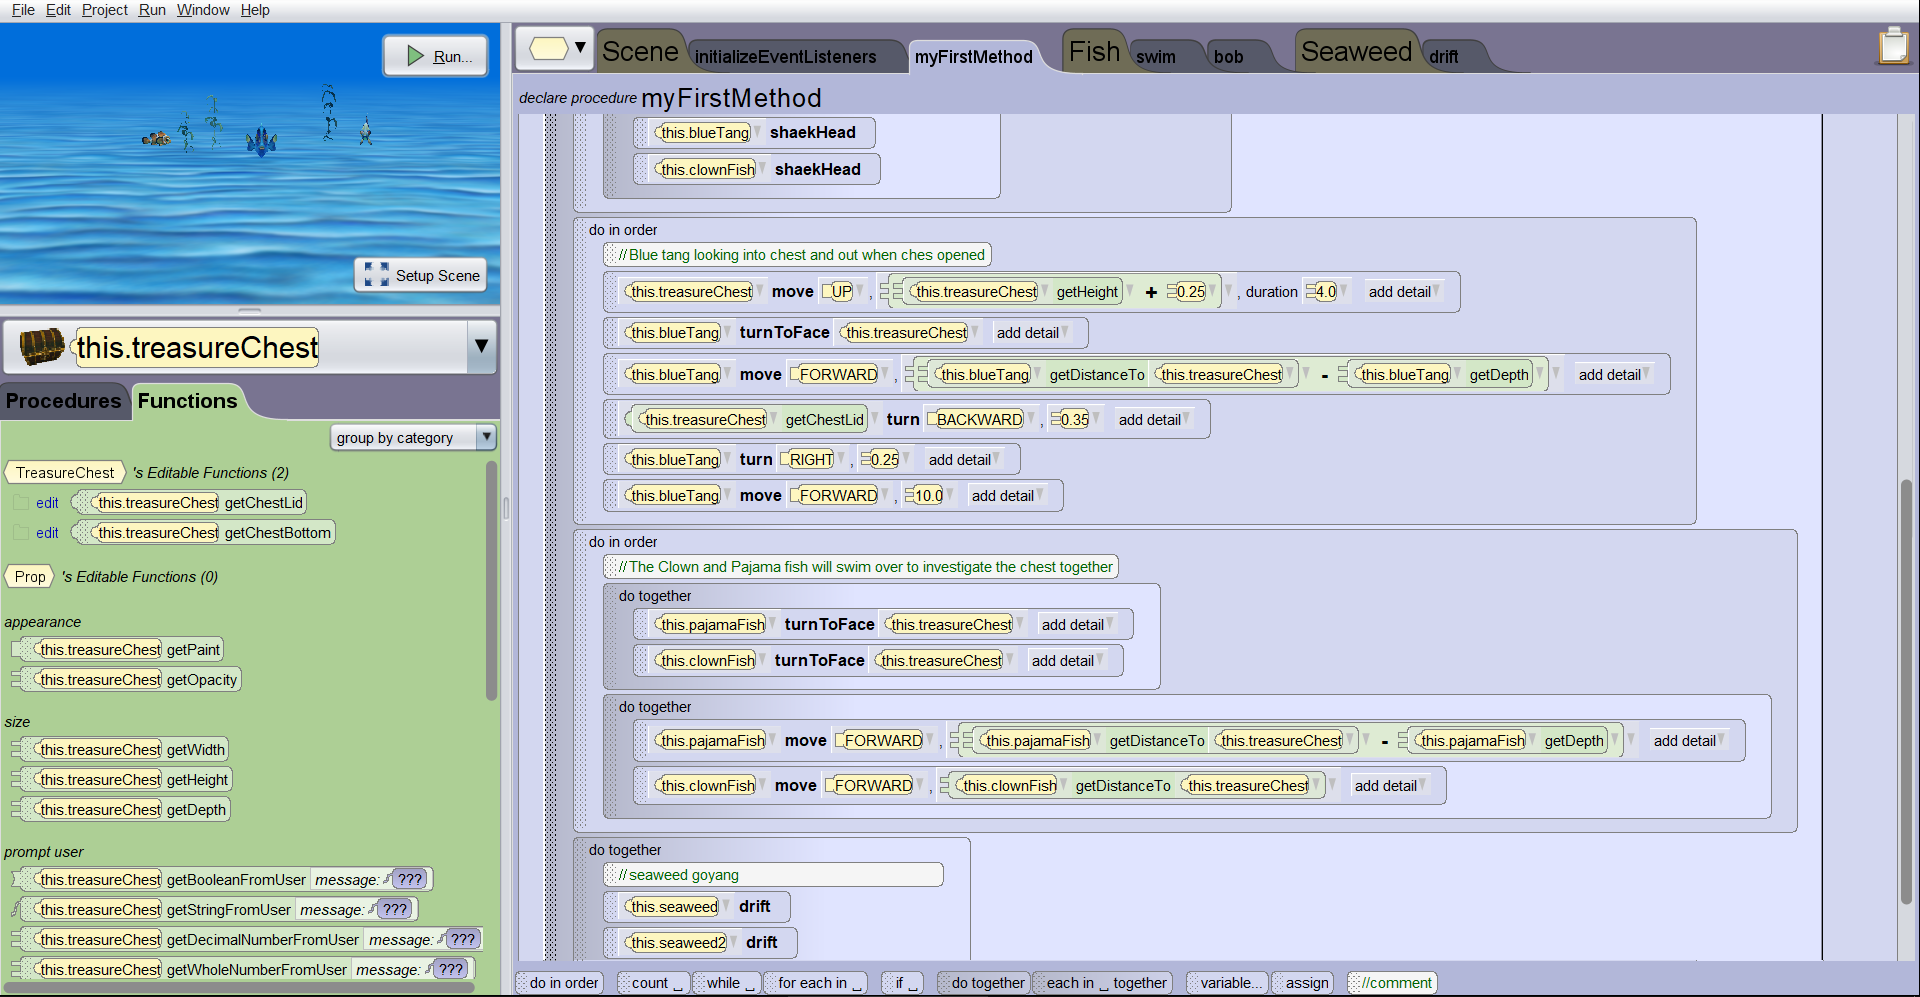 File Edit Project Run Window Help
Run...
Setup Scene
this.treasureChest
Procedures Functions
group by category
TreasureChest 's Editable Functions (2)
edit this.treasureChest getChestLid
edit this.treasureChest getChestBottom
Prop 's Editable Functions (0)
appearance
this.treasureChest getPaint
this.treasureChest getOpacity
size
this.treasureChest getWidth
this.treasureChest getHeight
this.treasureChest getDepth
prompt user
this.treasureChest getBooleanFromUser message: ???
this.treasureChest getStringFromUser message: ???
this.treasureChest getDecimalNumberFromUser message: ???
this.treasureChest getWholeNumberFromUser message: ???
Scene initializeEventListeners myFirstMethod Fish swim bob Seaweed drift
declare procedure myFirstMethod
this.blueTang shaekHead
this.clownFish shaekHead
do in order
//Blue tang looking into chest and out when ches opened
this.treasureChest move UP , this.treasureChest getHeight + 0.25 , duration 4.0 add detail
this.blueTang turnToFace this.treasureChest add detail
this.blueTang move FORWARD , this.blueTang getDistanceTo this.treasureChest - this.blueTang getDepth add detail
this.treasureChest getChestLid turn BACKWARD , 0.35 add detail
this.blueTang turn RIGHT , 0.25 add detail
this.blueTang move FORWARD , 10.0 add detail
do in order
//The Clown and Pajama fish will swim over to investigate the chest together
do together
this.pajamaFish turnToFace this.treasureChest add detail
this.clownFish turnToFace this.treasureChest add detail
do together
this.pajamaFish move FORWARD , this.pajamaFish getDistanceTo this.treasureChest - this.pajamaFish getDepth add detail
this.clownFish move FORWARD , this.clownFish getDistanceTo this.treasureChest add detail
do together
//seaweed goyang
this.seaweed drift
this.seaweed2 drift
do in order count _ while _ for each in _ if _ do together each in _ together variable... assign //comment